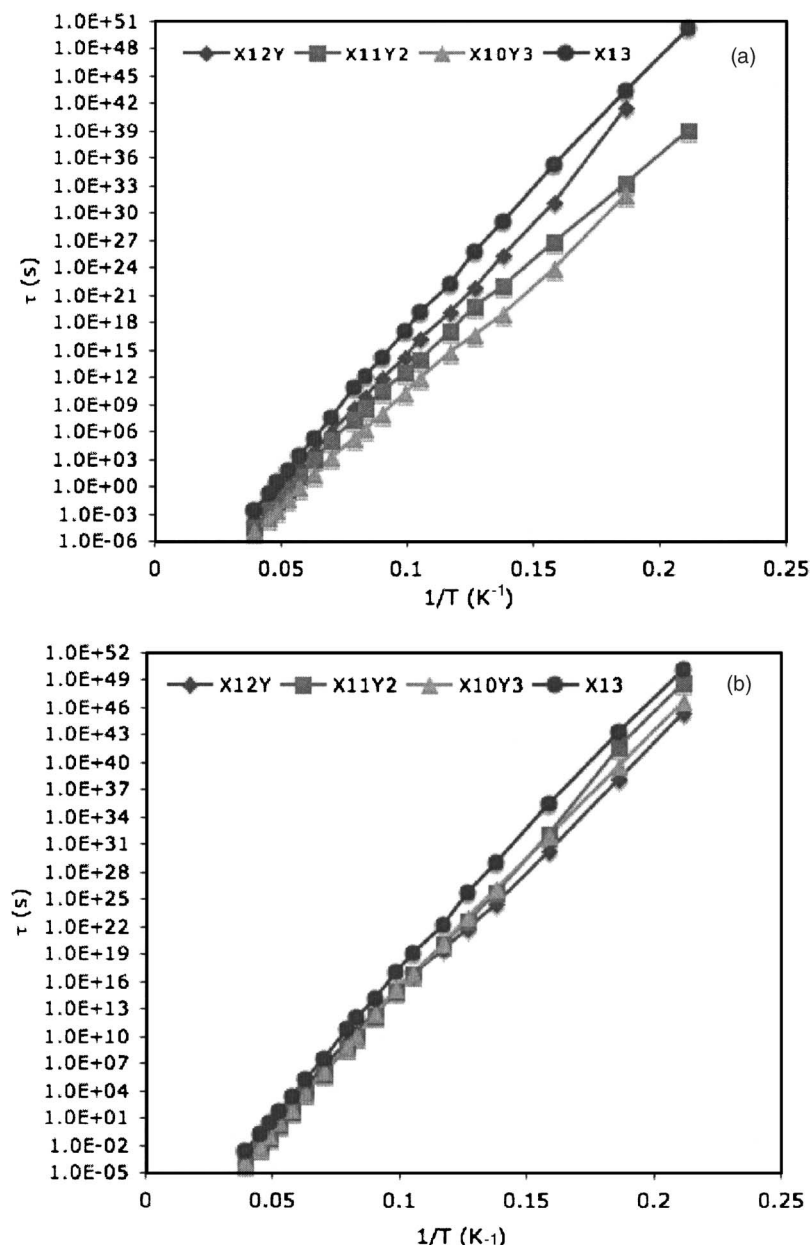 1.0E+51
1.0E+48
1.0E+45
1.0E+42
1.0E+39
1.0E+36
1.0E+33
1.0E+30
1.0E+27
1.0E+24
1.0E+21
1.0E+18
1.0E+15
1.0E+12
1.0E+09
1.0E+06
1.0E+03
1.0E+00
1.0E-03
1.0E-06
τ (s)
X12Y X11Y2 X10Y3 X13
(a)
0 0.05 0.1 0.15 0.2 0.25
1/T (K⁻¹)
1.0E+52
1.0E+49
1.0E+46
1.0E+43
1.0E+40
1.0E+37
1.0E+34
1.0E+31
1.0E+28
1.0E+25
1.0E+22
1.0E+19
1.0E+16
1.0E+13
1.0E+10
1.0E+07
1.0E+04
1.0E+01
1.0E-02
1.0E-05
τ (s)
X12Y X11Y2 X10Y3 X13
(b)
0 0.05 0.1 0.15 0.2 0.25
1/T (K-1)